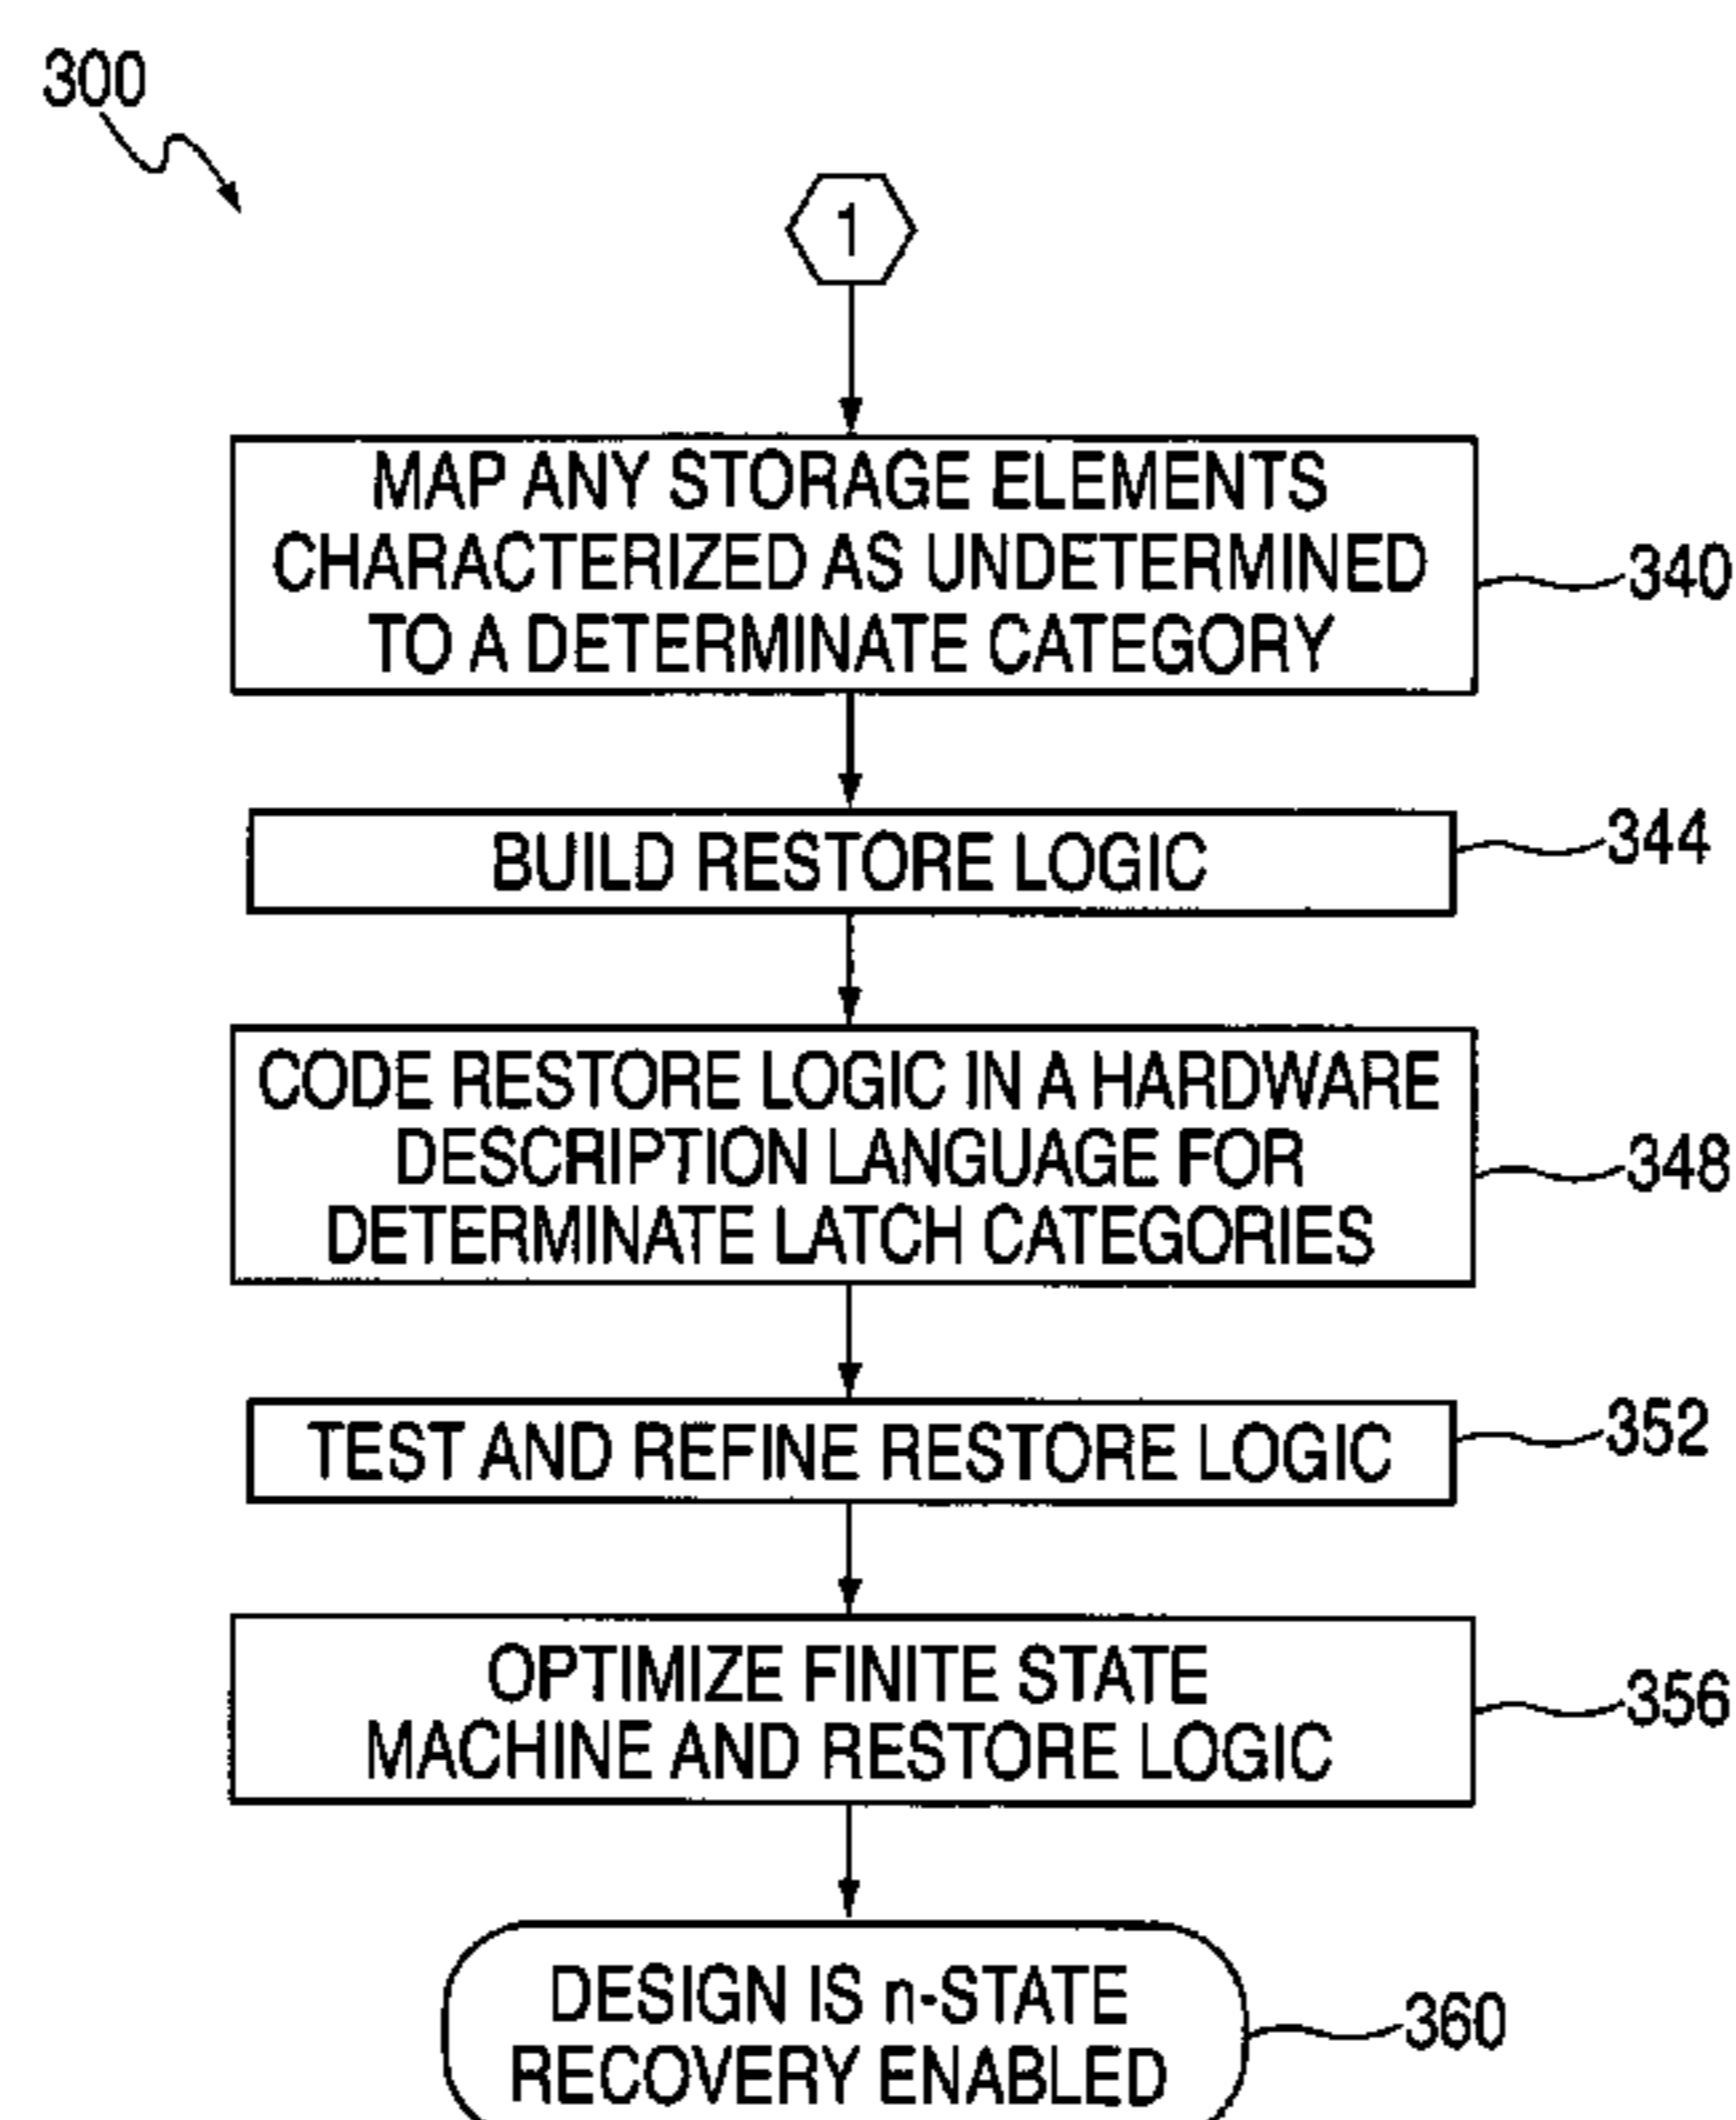 300
1
MAP ANY STORAGE ELEMENTS
CHARACTERIZED AS UNDETERMINED
TO A DETERMINATE CATEGORY
340
BUILD RESTORE LOGIC
344
CODE RESTORE LOGIC IN A HARDWARE
DESCRIPTION LANGUAGE FOR
DETERMINATE LATCH CATEGORIES
348
TEST AND REFINE RESTORE LOGIC
352
OPTIMIZE FINITE STATE
MACHINE AND RESTORE LOGIC
356
DESIGN IS n-STATE
RECOVERY ENABLED
360